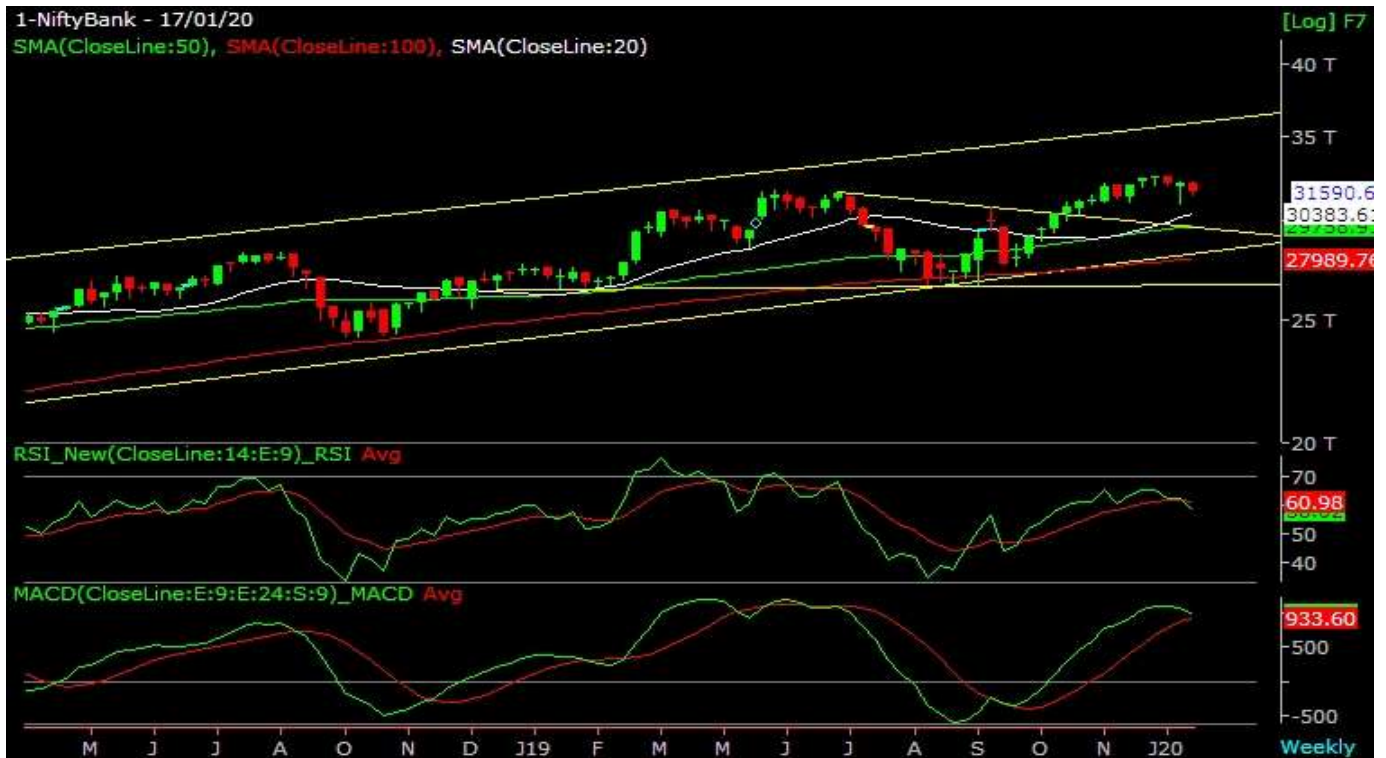 1-NiftyBank - 17/01/20
[Log] F7
SMA(CloseLine:50), SMA(CloseLine:100), SMA(CloseLine:20)
40 T
35 T
31590.6
30383.61
27989.76
25 T
20 T
RSI_New(CloseLine:14:E:9)_RSI Avg
70
60.98
50
40
MACD(CloseLine:E:9:E:24:S:9)_MACD Avg
933.60
500
-500
M J J A O N D J19 F M M J J A S O N J20
Weekly